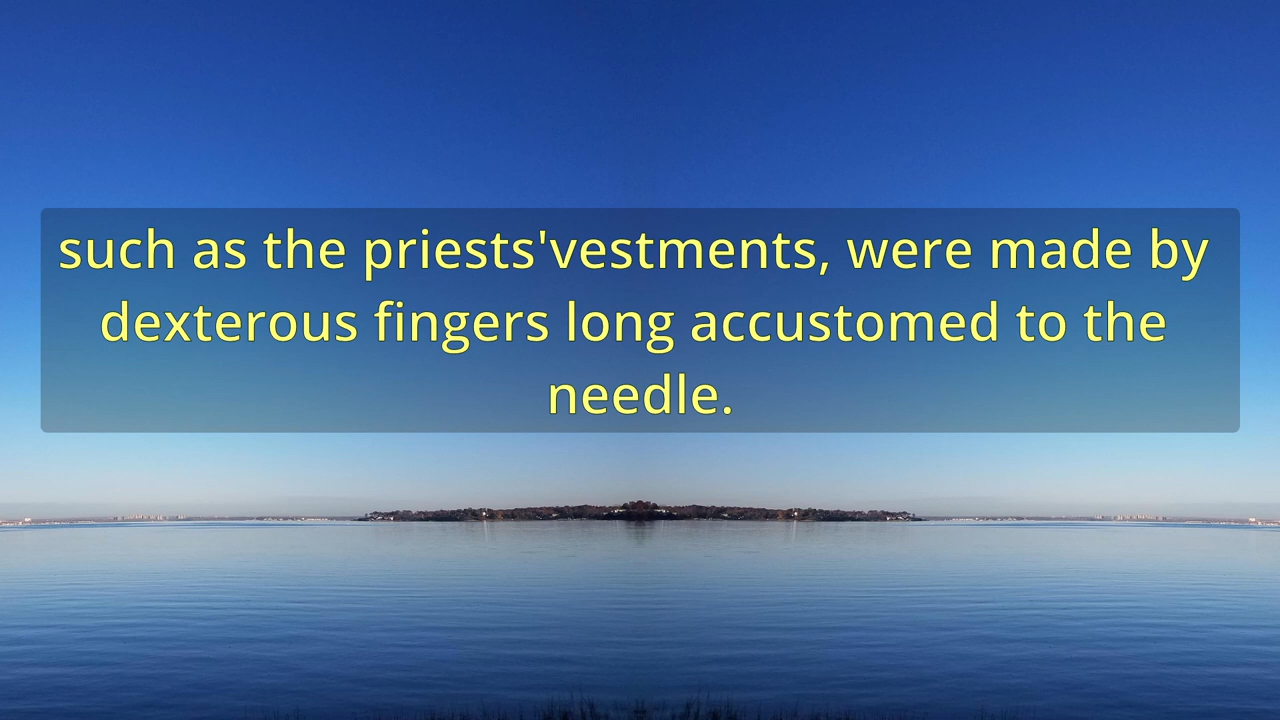 such as the priests'vestments, were made by
dexterous fingers long accustomed to the
needle.